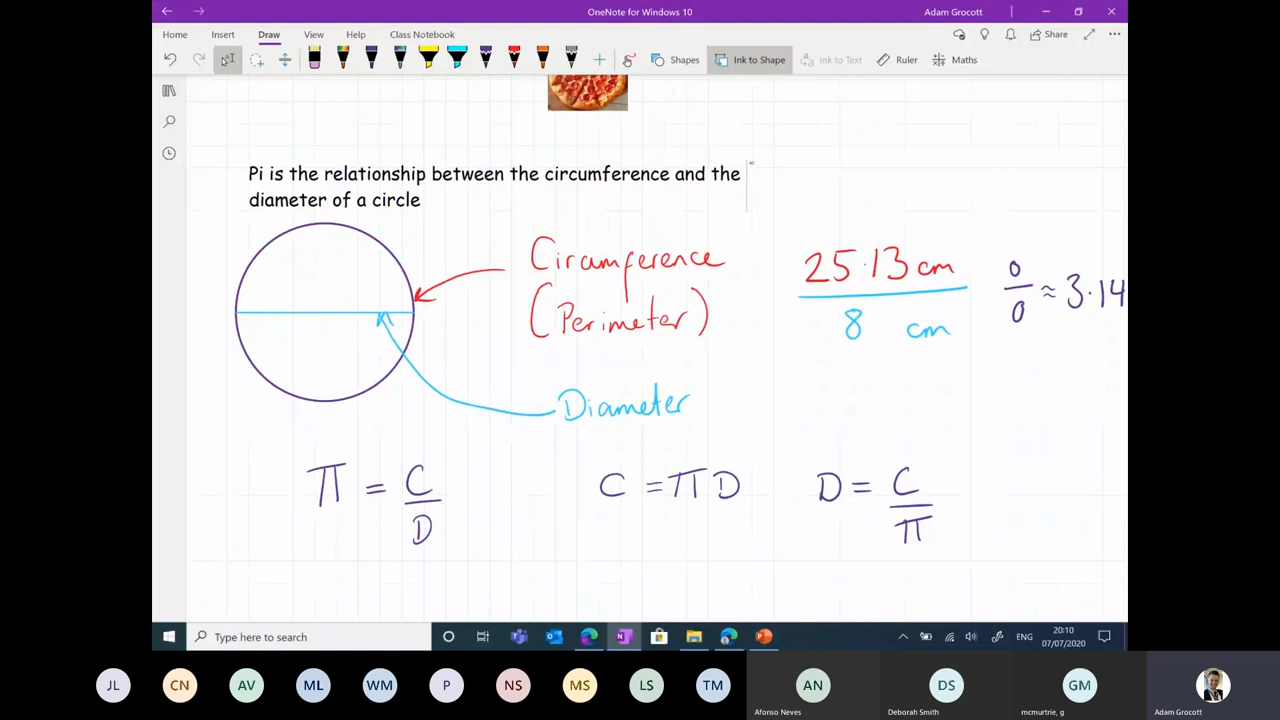 OneNote for Windows 10
Adam Grocott
Home Insert Draw View Help Class Notebook
Share
Shapes Ink to Shape Ink to Text Ruler Maths
Pi is the relationship between the circumference and the
diameter of a circle
Circumference
(Perimeter)
25.13 cm
8 cm
0
0
≈ 3.14
Diameter
π = C
D
C = π D
D = C
π
Type here to search
ENG
20:10
07/07/2020
JL CN AV ML WM P NS MS LS TM AN DS GM
Afonso Neves Deborah Smith mcmurtrie, g Adam Grocott